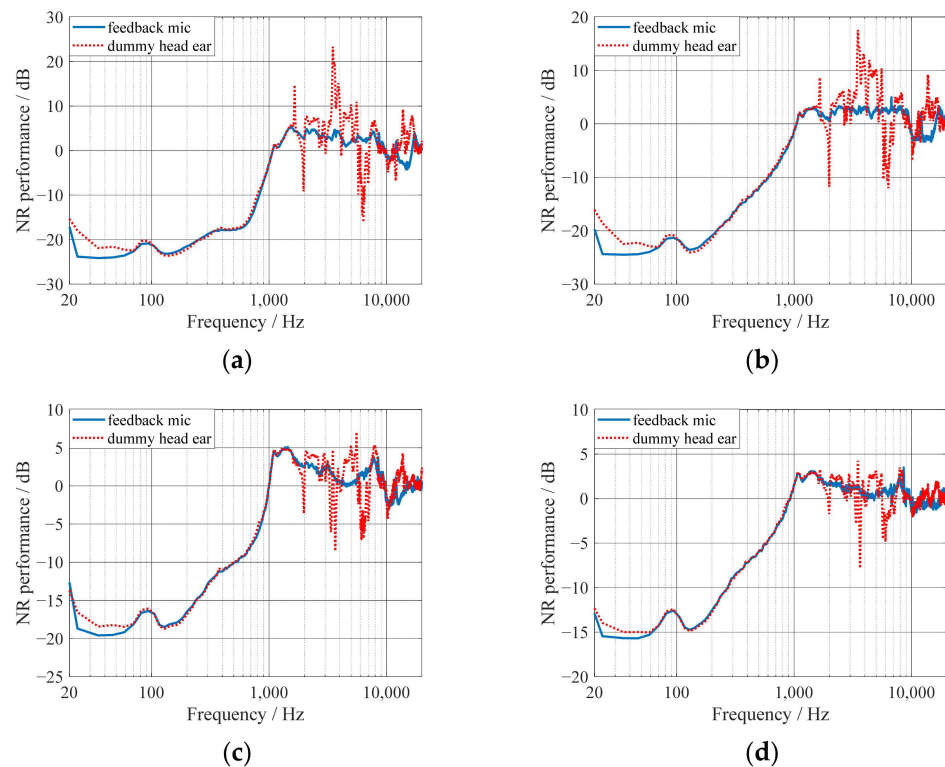 30
20
10
0
−10
−20
−30
NR performance / dB
feedback mic
dummy head ear
20 100 1,000 10,000
Frequency / Hz
(a)
20
10
0
−10
−20
−30
NR performance / dB
feedback mic
dummy head ear
20 100 1,000 10,000
Frequency / Hz
(b)
10
5
0
−5
−10
−15
−20
−25
NR performance / dB
feedback mic
dummy head ear
20 100 1,000 10,000
Frequency / Hz
(c)
10
5
0
−5
−10
−15
−20
NR performance / dB
feedback mic
dummy head ear
20 100 1,000 10,000
Frequency / Hz
(d)